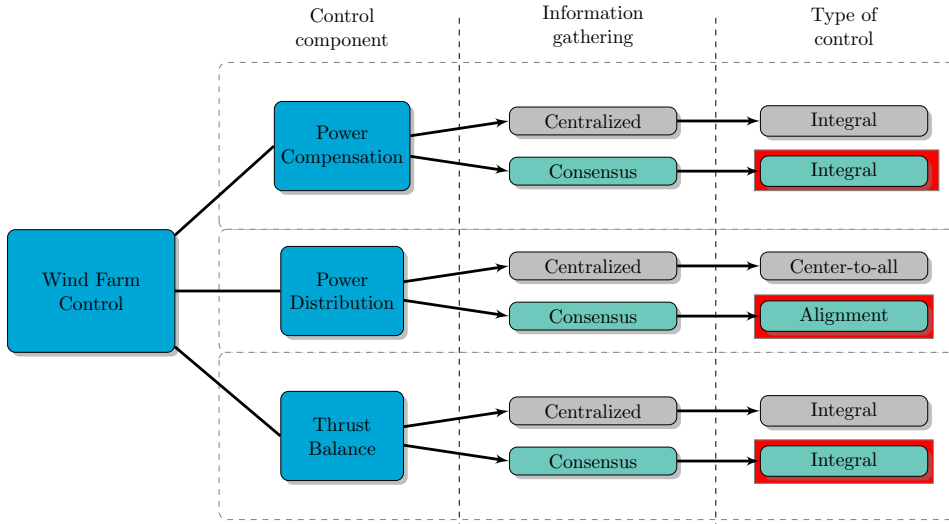 Control
component
Information
gathering
Type of
control
Wind Farm
Control
Power
Compensation
Centralized
Integral
Consensus
Integral
Power
Distribution
Centralized
Center-to-all
Consensus
Alignment
Thrust
Balance
Centralized
Integral
Consensus
Integral